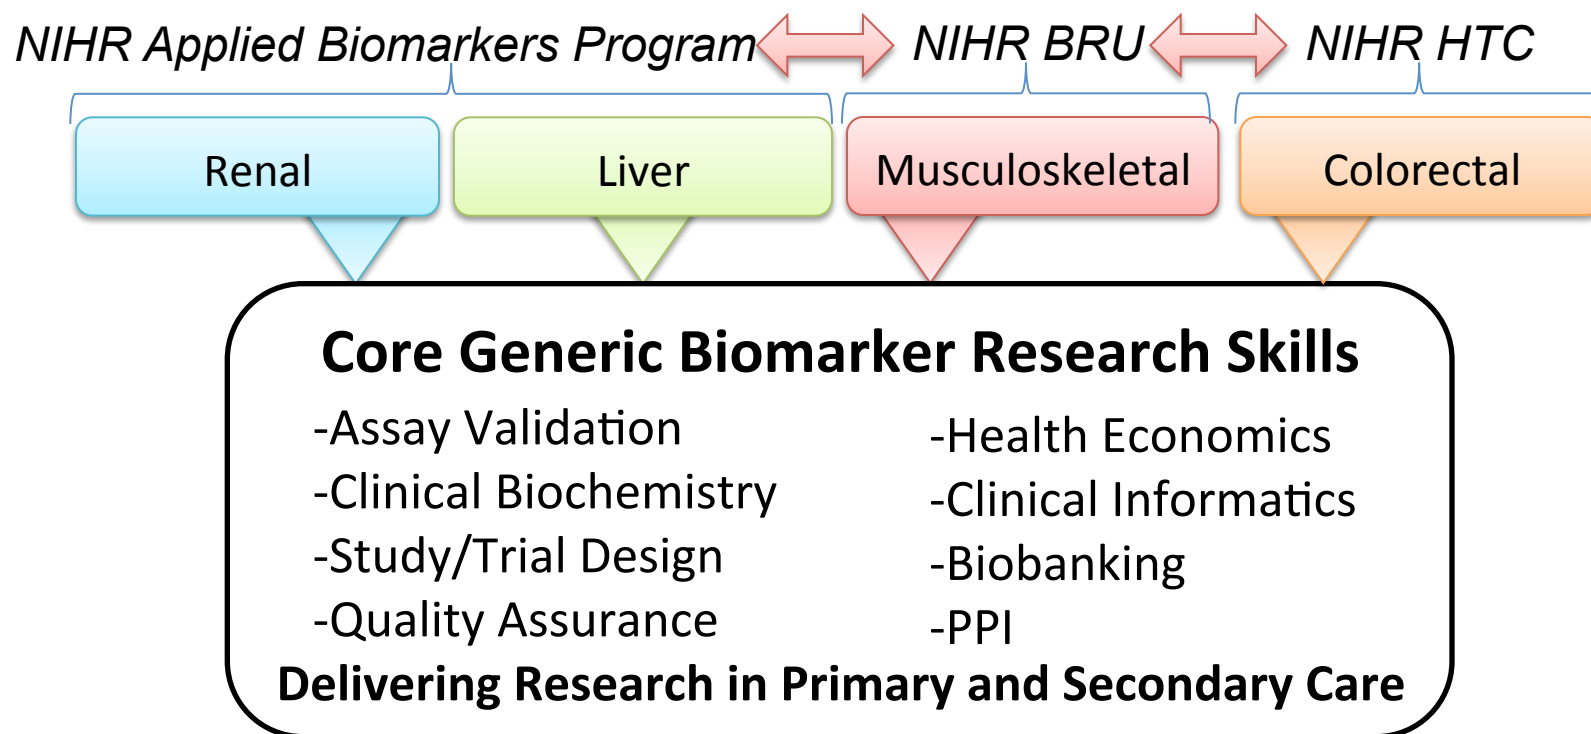 NIHR Applied Biomarkers Program NIHR BRU NIHR HTC
Renal Liver Musculoskeletal Colorectal
Core Generic Biomarker Research Skills
-Assay Validation
-Clinical Biochemistry
-Study/Trial Design
-Quality Assurance
-Health Economics
-Clinical Informatics
-Biobanking
-PPI
Delivering Research in Primary and Secondary Care